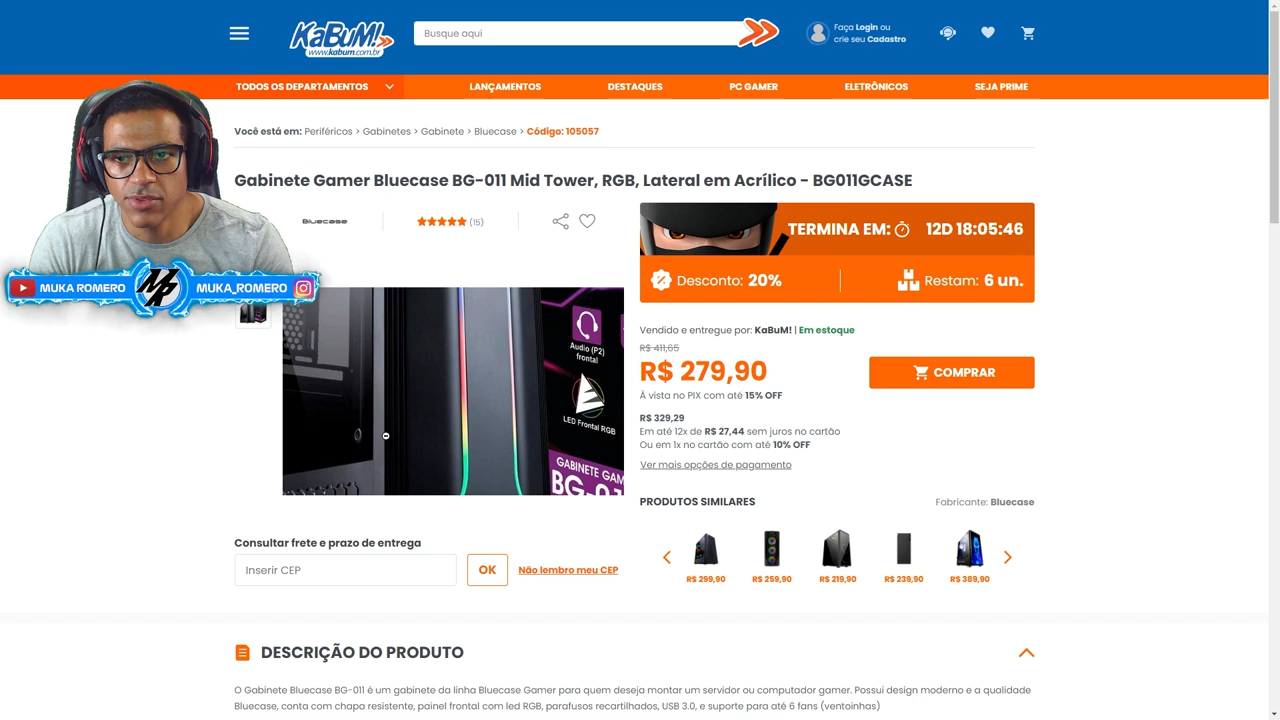 KaBuM!
www.kabum.com.br
Busque aqui
Faça Login ou
crie seu Cadastro
TODOS OS DEPARTAMENTOS
LANÇAMENTOS
DESTAQUES
PC GAMER
ELETRÔNICOS
SEJA PRIME
Você está em: Periféricos > Gabinetes > Gabinete > Bluecase > Código: 105057
Gabinete Gamer Bluecase BG-011 Mid Tower, RGB, Lateral em Acrílico - BG011GCASE
Bluecase
(15)
TERMINA EM: 12D 18:05:46
Desconto: 20%
Restam: 6 un.
MUKA ROMERO
MUKA_ROMERO
Audio (P2)
frontal
LED Frontal RGB
GABINETE GAM
BG-01
Vendido e entregue por: KaBuM! | Em estoque
R$ 411,65
R$ 279,90
COMPRAR
À vista no PIX com até 15% OFF
R$ 329,29
Em até 12x de R$ 27,44 sem juros no cartão
Ou em 1x no cartão com até 10% OFF
Ver mais opções de pagamento
PRODUTOS SIMILARES
Fabricante: Bluecase
R$ 299,90
R$ 259,90
R$ 219,90
R$ 239,90
R$ 389,90
Consultar frete e prazo de entrega
Inserir CEP
OK
Não lembro meu CEP
DESCRIÇÃO DO PRODUTO
O Gabinete Bluecase BG-011 é um gabinete da linha Bluecase Gamer para quem deseja montar um servidor ou computador gamer. Possui design moderno e a qualidade
Bluecase, conta com chapa resistente, painel frontal com led RGB, parafusos recartilhados, USB 3.0, e suporte para até 6 fans (ventoinhas)